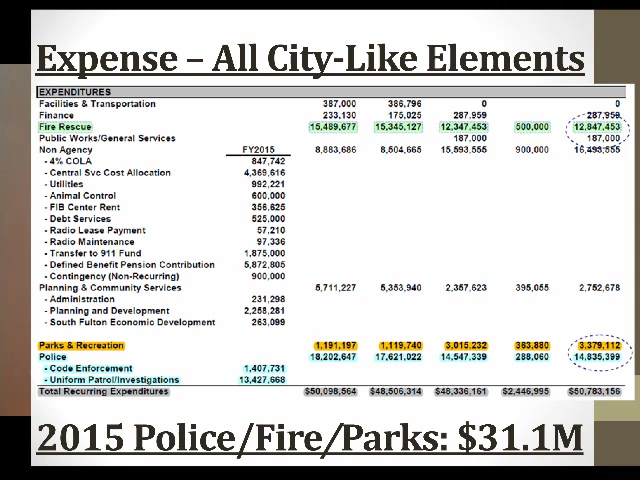 Expense – All City-Like Elements
EXPENDITURES
Facilities & Transportation 387,000 386,796 0 0
Finance 233,130 175,025 287,959 287,959
Fire Rescue 15,489,677 15,345,127 12,347,453 500,000 12,847,453
Public Works/General Services 187,000 187,000
Non Agency FY2015 8,883,686 8,504,665 15,593,555 900,000 16,493,555
- 4% COLA 847,742
- Central Svc Cost Allocation 4,369,616
- Utilities 992,221
- Animal Control 600,000
- FIB Center Rent 356,625
- Debt Services 525,000
- Radio Lease Payment 57,210
- Radio Maintenance 97,336
- Transfer to 911 Fund 1,875,000
- Defined Benefit Pension Contribution 5,872,805
- Contingency (Non-Recurring) 900,000
Planning & Community Services 5,711,227 5,353,940 2,357,623 395,055 2,752,678
- Administration 231,298
- Planning and Development 2,258,281
- South Fulton Economic Development 263,099
Parks & Recreation 1,191,197 1,119,740 3,015,232 363,880 3,379,112
Police 18,202,647 17,621,022 14,547,339 288,060 14,835,399
- Code Enforcement 1,407,731
- Uniform Patrol/Investigations 13,427,668
Total Recurring Expenditures $50,098,564 $48,506,314 $48,336,161 $2,446,995 $50,783,156
2015 Police/Fire/Parks: $31.1M